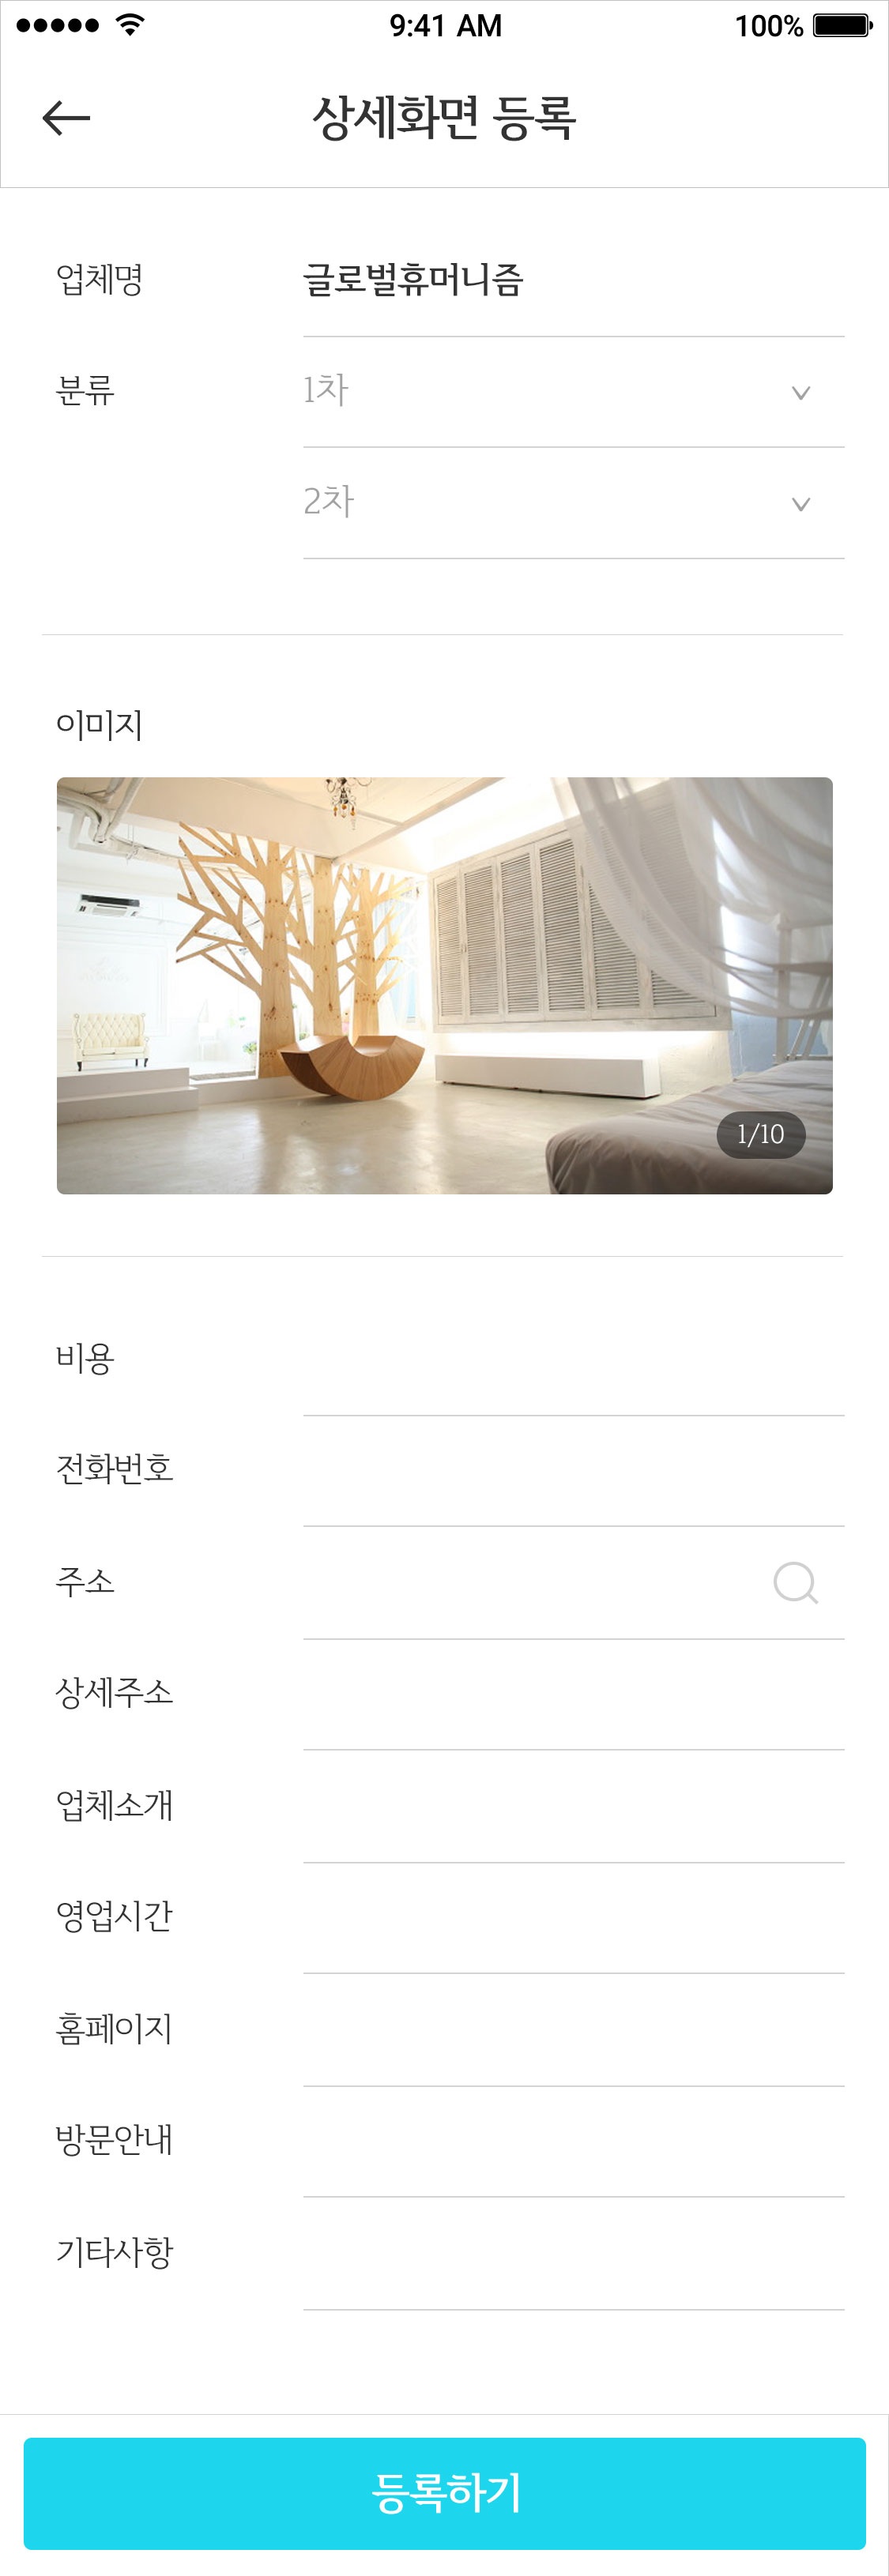 9:41 AM 100%
상세화면 등록
업체명 글로벌휴머니즘
분류 1차
2차
이미지
1/10
비용
전화번호
주소
상세주소
업체소개
영업시간
홈페이지
방문안내
기타사항
등록하기